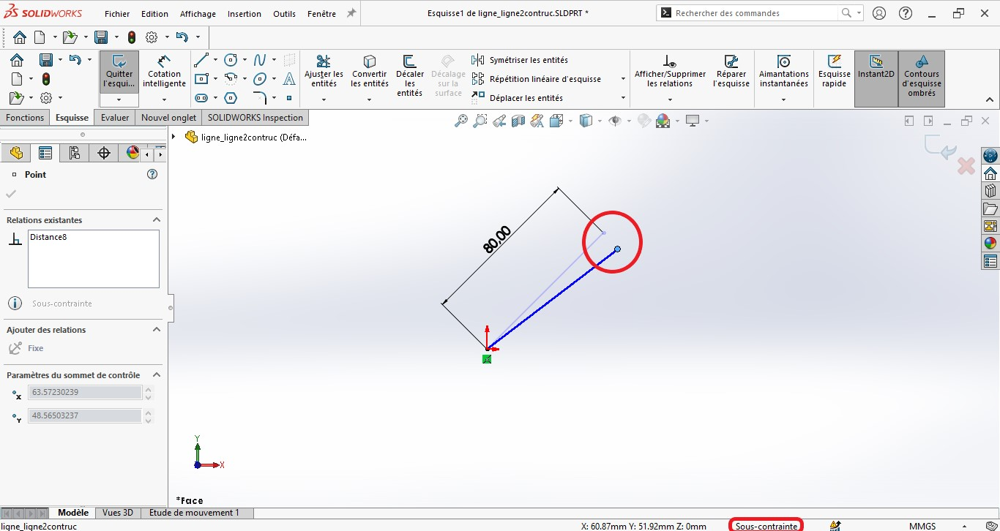 SOLIDWORKS
Fichier Edition Affichage Insertion Outils Fenêtre
Esquisse1 de ligne_ligne2contruc.SLDPRT *
Rechercher des commandes
Quitter l'esqui...
Cotation intelligente
Ajuster les entités
Convertir les entités
Décaler les entités
Décalage sur la surface
Symétriser les entités
Répétition linéaire d'esquisse
Déplacer les entités
Afficher/Supprimer les relations
Réparer l'esquisse
Aimantations instantanées
Esquisse rapide
Instant2D
Contours d'esquisse ombrés
Fonctions Esquisse Evaluer Nouvel onglet SOLIDWORKS Inspection
ligne_ligne2contruc (Défa...
Point
Relations existantes
Distance8
Sous-contrainte
Ajouter des relations
Fixe
Paramètres du sommet de contrôle
X 63.57230239
Y 48.56503237
80,00
Y
X
*Face
Modèle Vues 3D Etude de mouvement 1
ligne_ligne2contruc
X: 60.87mm Y: 51.92mm Z: 0mm
Sous-contrainte
MMGS